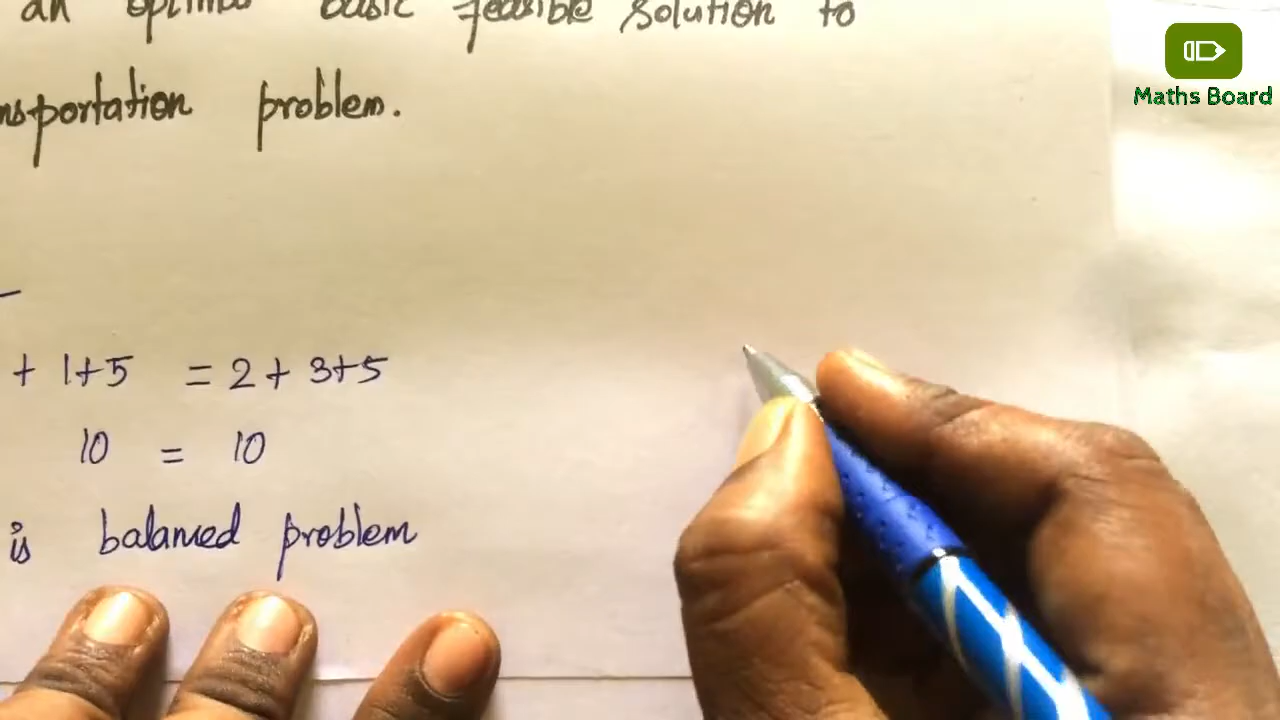 an optimal basic feasible solution to
nsportation problem.
+ 1+5 = 2 + 3+5
10 = 10
is balanced problem
Maths Board